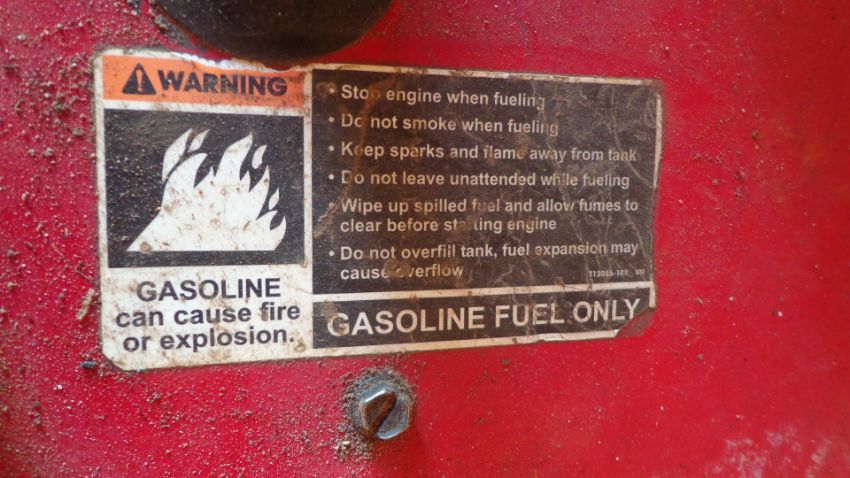 WARNING
GASOLINE
can cause fire
or explosion.
• Stop engine when fueling
• Do not smoke when fueling
• Keep sparks and flame away from tank
• Do not leave unattended while fueling
• Wipe up spilled fuel and allow fumes to
clear before starting engine
• Do not overfill tank, fuel expansion may
cause overflow
GASOLINE FUEL ONLY